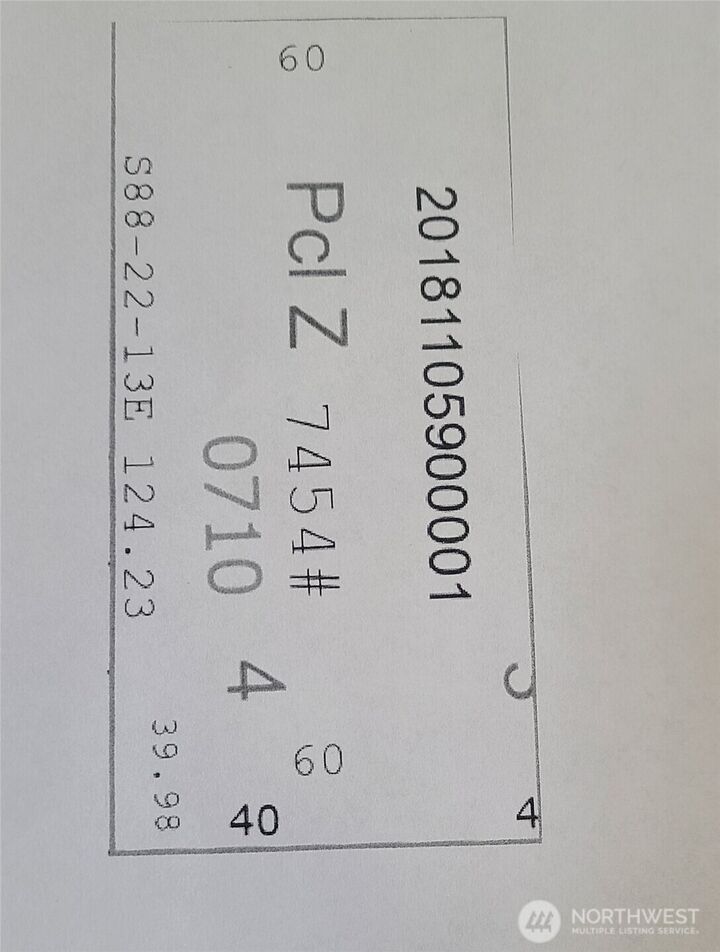 60
20181105900001
Pcl Z 7454#
0710
4
S88-22-13E 124.23
39.98
60
40
4
NORTHWEST
MULTIPLE LISTING SERVICE